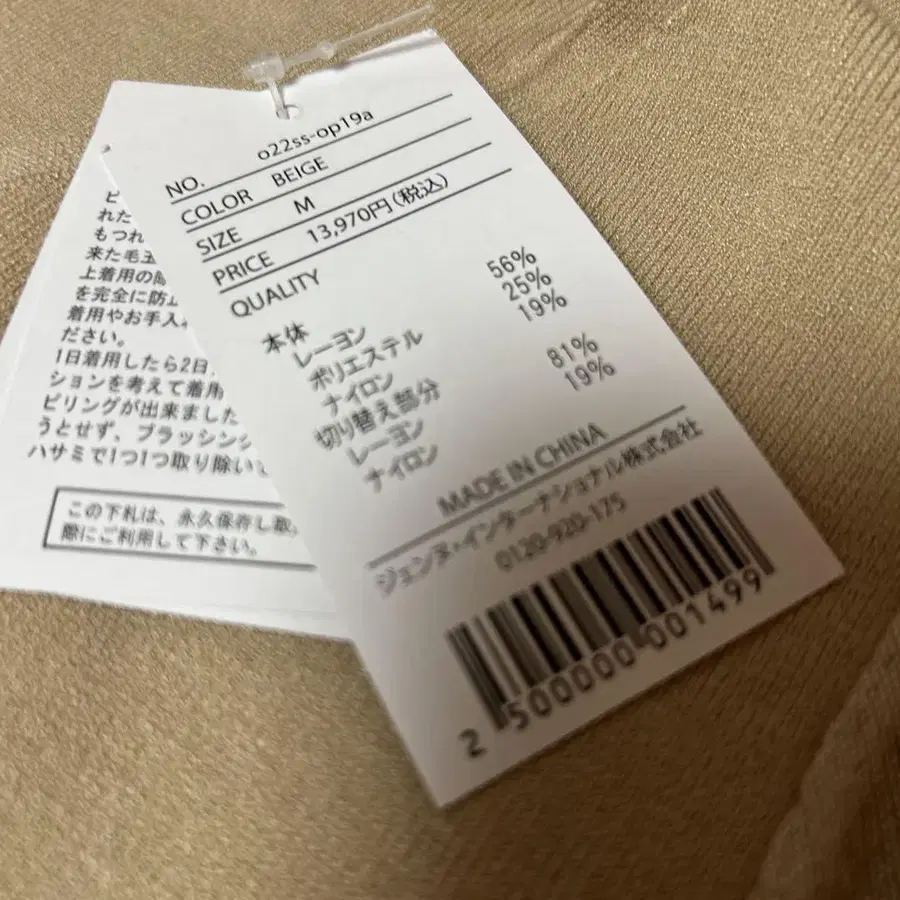 NO. o22ss-op19a
COLOR BEIGE
SIZE M
PRICE 13,970円(税込)
QUALITY
本体
レーヨン 56%
ポリエステル 25%
ナイロン 19%
切り替え部分
レーヨン 81%
ナイロン 19%
MADE IN CHINA
ジェンヌ・インターナショナル株式会社
0120-920-175
2 500000 001499
ピ
れた
もつれ
来た毛玉
上着用の際
を完全に防止
着用やお手入
ださい。
1日着用したら2日
ションを考えて着用
ピリングが出来ました
うとせず、ブラッシング
ハサミで1つ1つ取り除い
この下札は、永久保存し取
際にご利用して下さい。